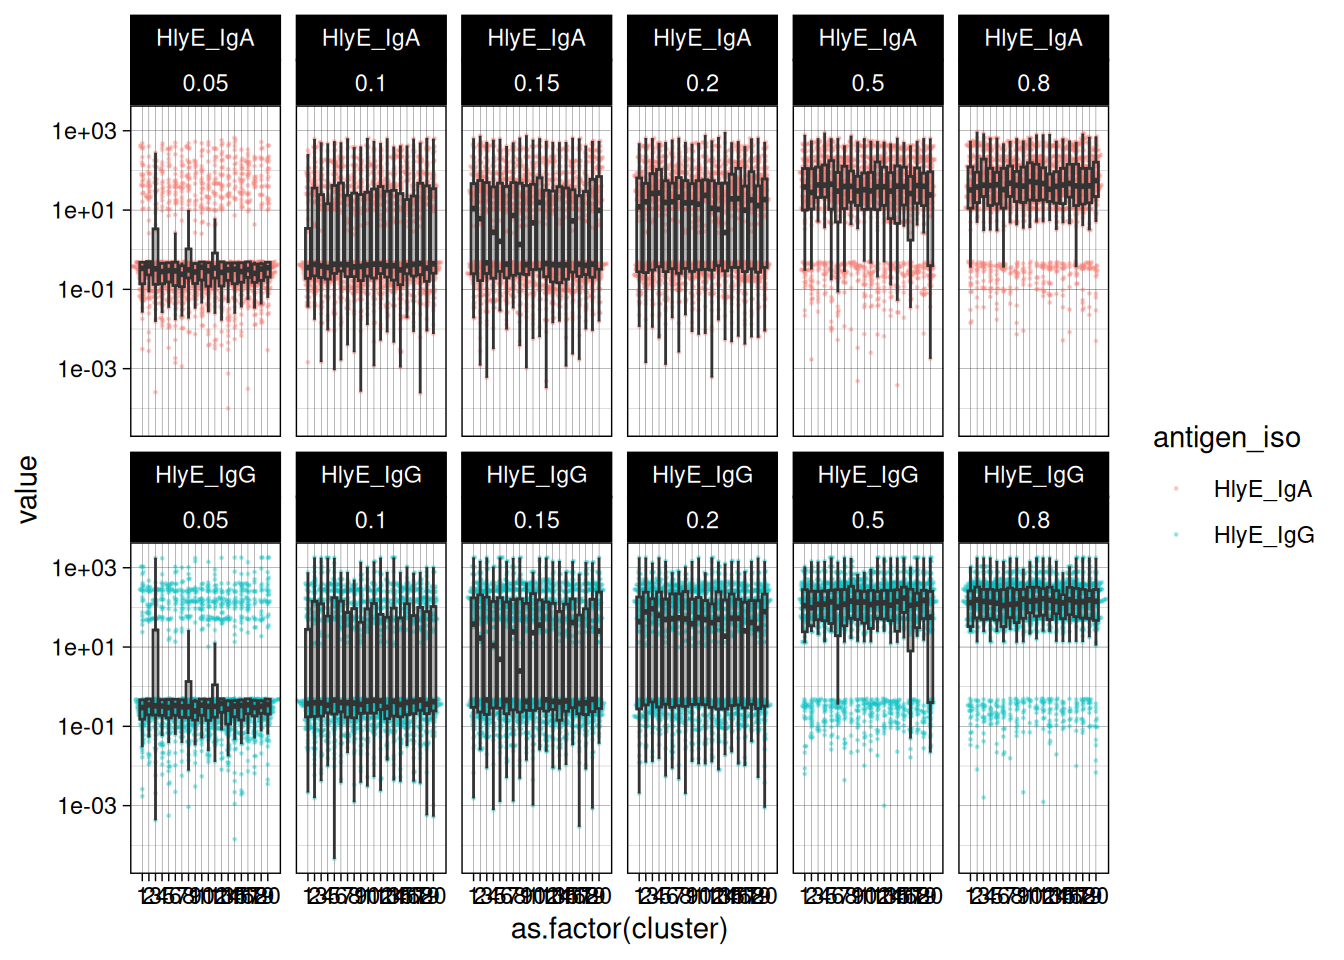 HlyE_IgA HlyE_IgA HlyE_IgA HlyE_IgA HlyE_IgA HlyE_IgA
0.05 0.1 0.15 0.2 0.5 0.8
1e+03
1e+01
1e-01
1e-03
HlyE_IgG HlyE_IgG HlyE_IgG HlyE_IgG HlyE_IgG HlyE_IgG
0.05 0.1 0.15 0.2 0.5 0.8
1e+03
1e+01
1e-01
1e-03
value
as.factor(cluster)
antigen_iso
HlyE_IgA
HlyE_IgG